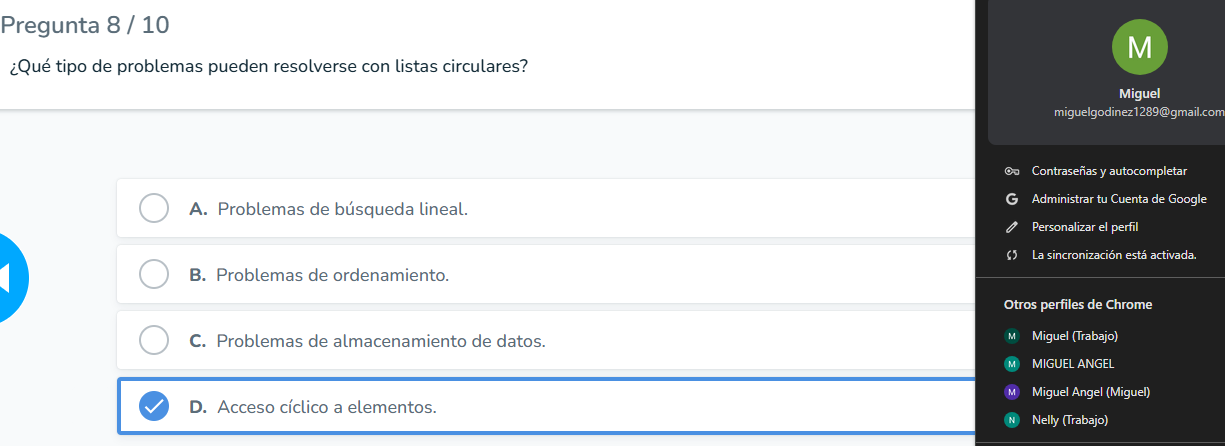 Pregunta 8 / 10
¿Qué tipo de problemas pueden resolverse con listas circulares?
A. Problemas de búsqueda lineal.
B. Problemas de ordenamiento.
C. Problemas de almacenamiento de datos.
D. Acceso cíclico a elementos.
M
Miguel
miguelgodinez1289@gmail.com
Contraseñas y autocompletar
G Administrar tu Cuenta de Google
Personalizar el perfil
La sincronización está activada.
Otros perfiles de Chrome
M Miguel (Trabajo)
M MIGUEL ANGEL
M Miguel Angel (Miguel)
N Nelly (Trabajo)